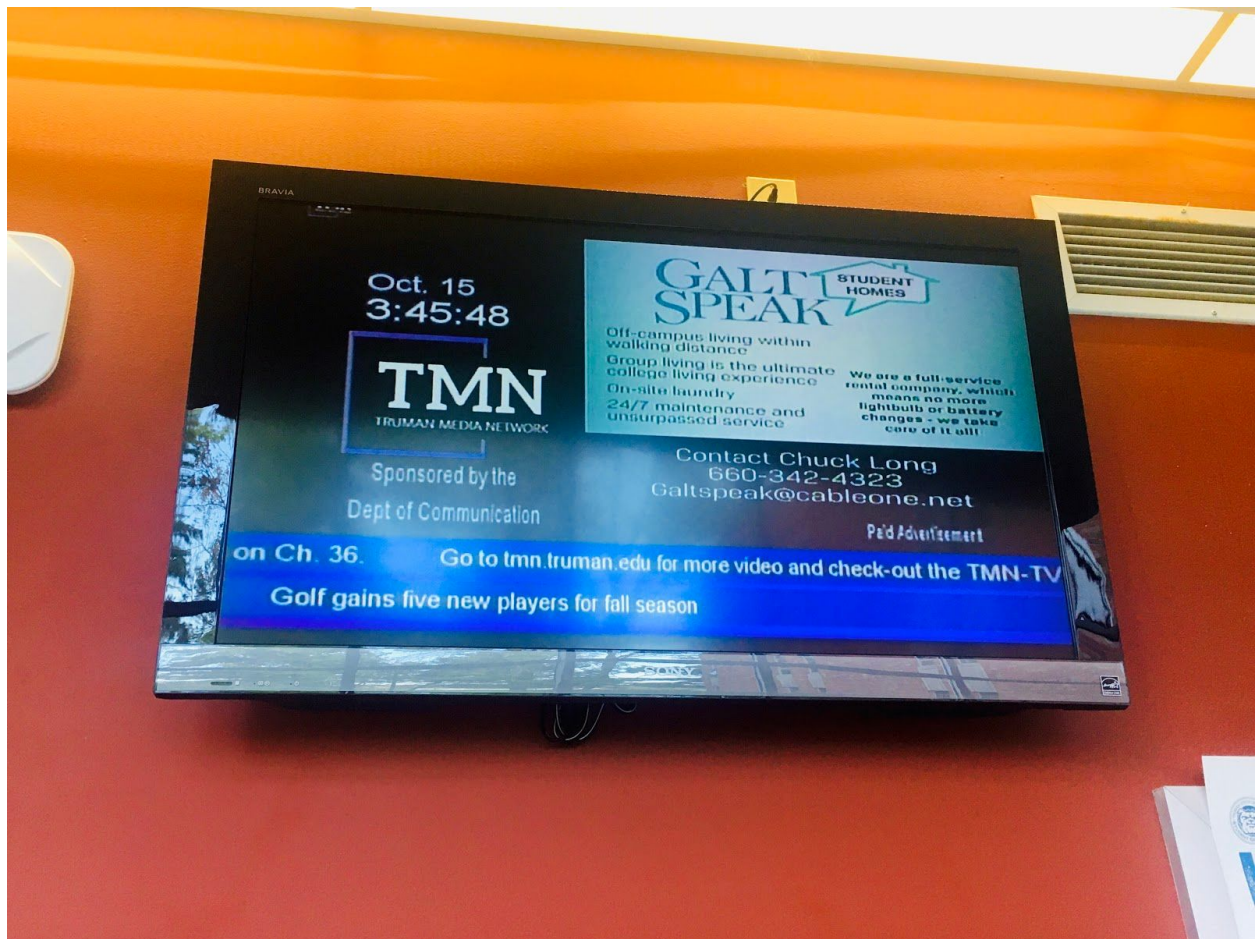 BRAVIA
Oct. 15
3:45:48
TMN
TRUMAN MEDIA NETWORK
Sponsored by the
Dept of Communication
GALT
SPEAK
STUDENT
HOMES
Off-campus living within
walking distance
Group living is the ultimate
college living experience
On-site laundry
24/7 maintenance and
unsurpassed service
We are a full-service
rental company, which
means no more
lightbulb or battery
changes - we take
care of it all!
Contact Chuck Long
660-342-4323
Galtspeak@cableone.net
Paid Advertisement
on Ch. 36. Go to tmn.truman.edu for more video and check-out the TMN-TV
Golf gains five new players for fall season
SONY